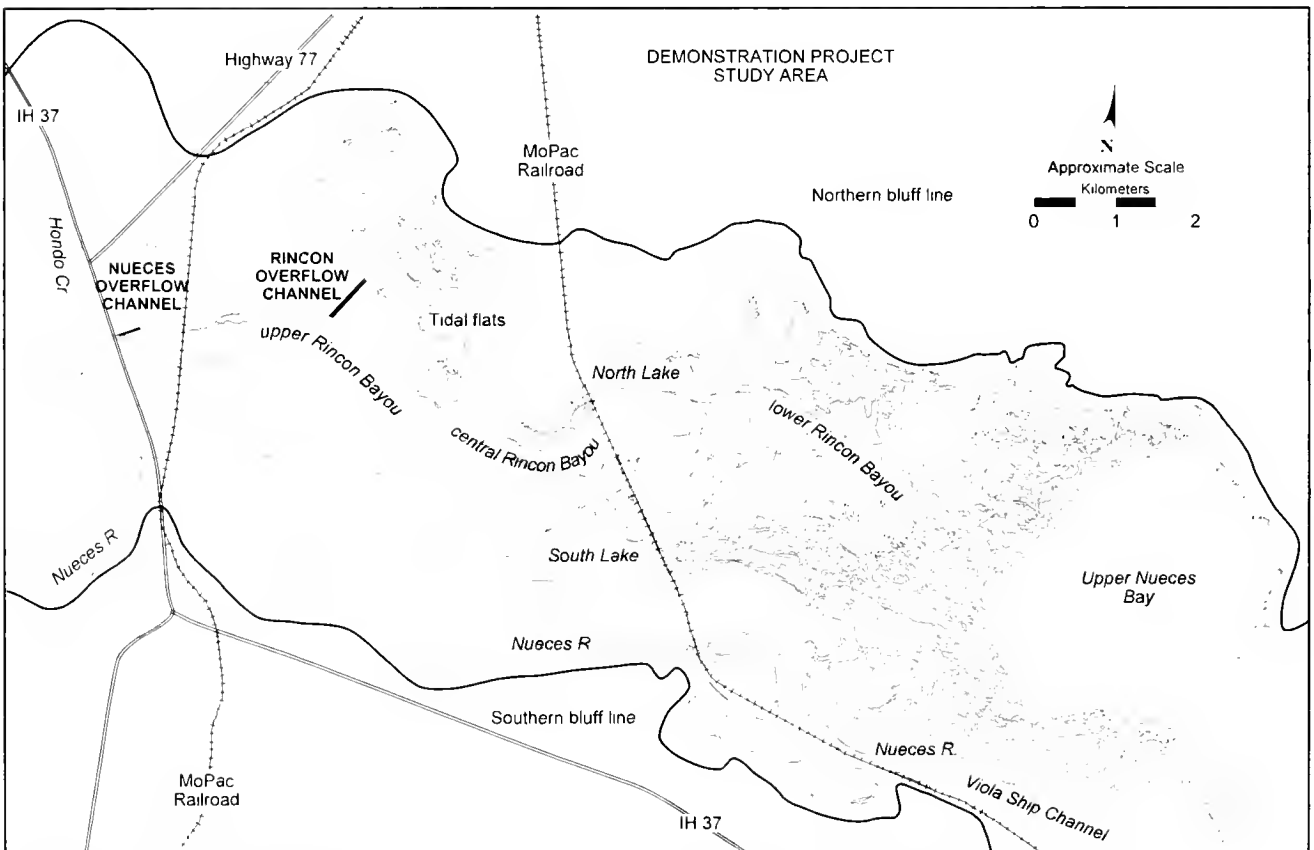 DEMONSTRATION PROJECT
STUDY AREA
Highway 77
IH 37
MoPac
Railroad
N
Approximate Scale
Kilometers
0 1 2
Northern bluff line
Hondo Cr
NUECES
OVERFLOW
CHANNEL
RINCON
OVERFLOW
CHANNEL
Tidal flats
upper Rincon Bayou
North Lake
central Rincon Bayou
lower Rincon Bayou
Nueces R
South Lake
Upper Nueces
Bay
Nueces R
Southern bluff line
Nueces R.
MoPac
Railroad
Viola Ship Channel
IH 37